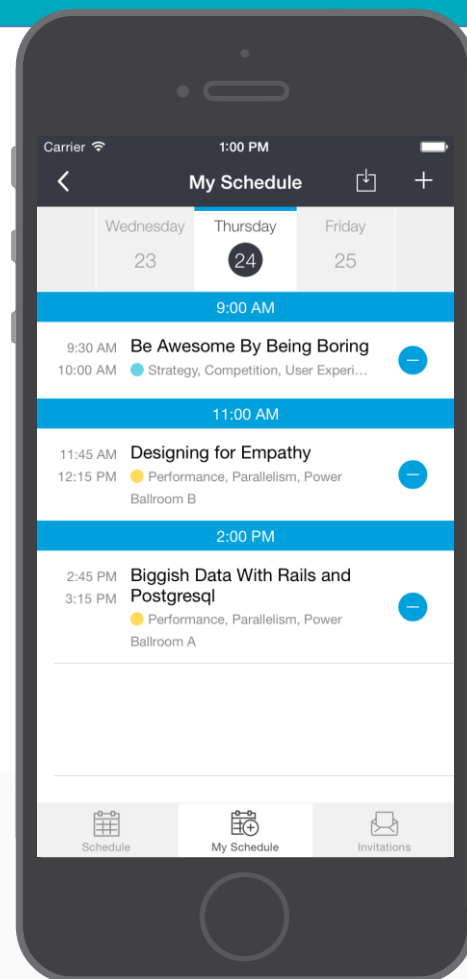 Carrier 1:00 PM
My Schedule
Wednesday Thursday Friday
23 24 25
9:00 AM
9:30 AM Be Awesome By Being Boring
10:00 AM Strategy, Competition, User Experi...
11:00 AM
11:45 AM Designing for Empathy
12:15 PM Performance, Parallelism, Power
Ballroom B
2:00 PM
2:45 PM Biggish Data With Rails and
3:15 PM Postgresql
Performance, Parallelism, Power
Ballroom A
Schedule My Schedule Invitations